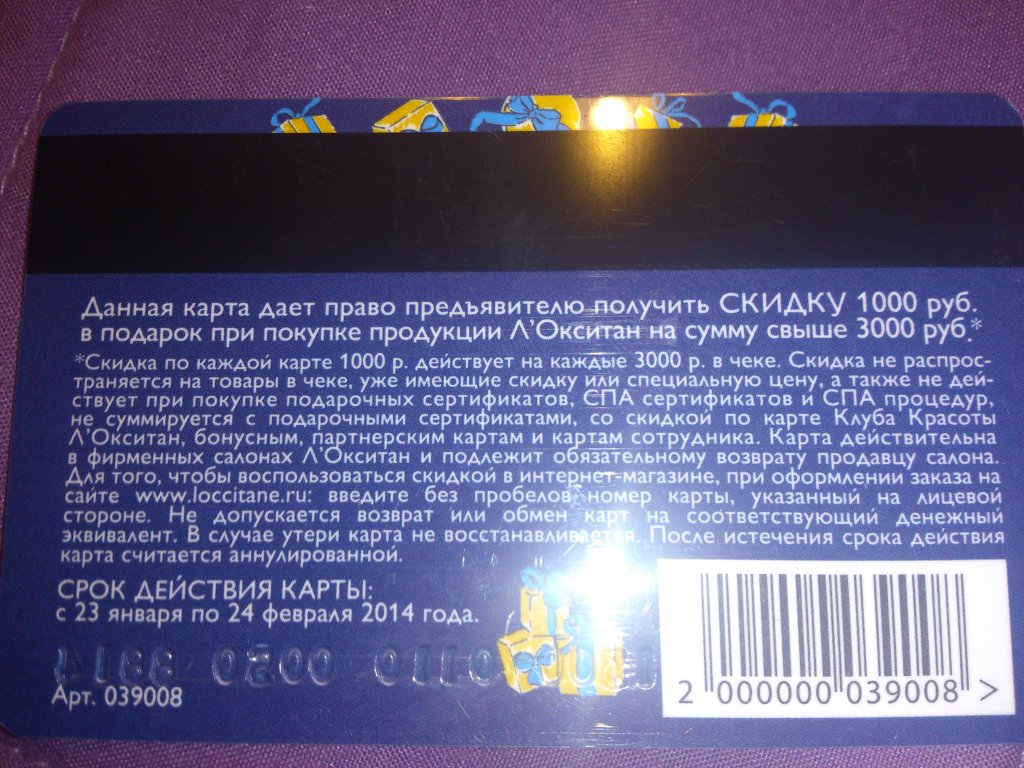 Данная карта дает право предъявителю получить СКИДКУ 1000 руб.
в подарок при покупке продукции Л'Окситан на сумму свыше 3000 руб.*
*Скидка по каждой карте 1000 р. действует на каждые 3000 р. в чеке. Скидка не распрос-
траняется на товары в чеке, уже имеющие скидку или специальную цену, а также не дей-
ствует при покупке подарочных сертификатов, СПА сертификатов и СПА процедур,
не суммируется с подарочными сертификатами, со скидкой по карте Клуба Красоты
Л'Окситан, бонусным, партнерским картам и картам сотрудника. Карта действительна
в фирменных салонах Л'Окситан и подлежит обязательному возврату продавцу салона.
Для того, чтобы воспользоваться скидкой в интернет-магазине, при оформлении заказа на
сайте www.loccitane.ru: введите без пробелов номер карты, указанный на лицевой
стороне. Не допускается возврат или обмен карт на соответствующий денежный
эквивалент. В случае утери карта не восстанавливается. После истечения срока действия
карта считается аннулированной.
СРОК ДЕЙСТВИЯ КАРТЫ:
с 23 января по 24 февраля 2014 года.
Арт. 039008
2 000000 039008 >